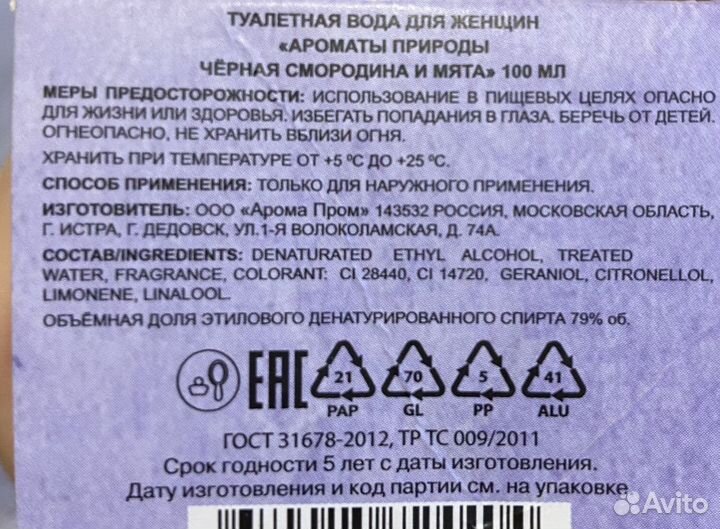 ТУАЛЕТНАЯ ВОДА ДЛЯ ЖЕНЩИН
«АРОМАТЫ ПРИРОДЫ
ЧЁРНАЯ СМОРОДИНА И МЯТА» 100 МЛ
МЕРЫ ПРЕДОСТОРОЖНОСТИ: ИСПОЛЬЗОВАНИЕ В ПИЩЕВЫХ ЦЕЛЯХ ОПАСНО
ДЛЯ ЖИЗНИ ИЛИ ЗДОРОВЬЯ. ИЗБЕГАТЬ ПОПАДАНИЯ В ГЛАЗА. БЕРЕЧЬ ОТ ДЕТЕЙ.
ОГНЕОПАСНО, НЕ ХРАНИТЬ ВБЛИЗИ ОГНЯ.
ХРАНИТЬ ПРИ ТЕМПЕРАТУРЕ ОТ +5 ºС ДО +25 ºС.
СПОСОБ ПРИМЕНЕНИЯ: ТОЛЬКО ДЛЯ НАРУЖНОГО ПРИМЕНЕНИЯ.
ИЗГОТОВИТЕЛЬ: ООО «Арома Пром» 143532 РОССИЯ, МОСКОВСКАЯ ОБЛАСТЬ,
Г. ИСТРА, Г. ДЕДОВСК, УЛ.1-Я ВОЛОКОЛАМСКАЯ, Д. 74А.
СОСТАВ/INGREDIENTS: DENATURATED ETHYL ALCOHOL, TREATED
WATER, FRAGRANCE, COLORANT: CI 28440, CI 14720, GERANIOL, CITRONELLOL,
LIMONENE, LINALOOL.
ОБЪЁМНАЯ ДОЛЯ ЭТИЛОВОГО ДЕНАТУРИРОВАННОГО СПИРТА 79% об.
EAC 21 70 5 41
PAP GL PP ALU
ГОСТ 31678-2012, ТР ТС 009/2011
Срок годности 5 лет с даты изготовления.
Дату изготовления и код партии см. на упаковке
Avito